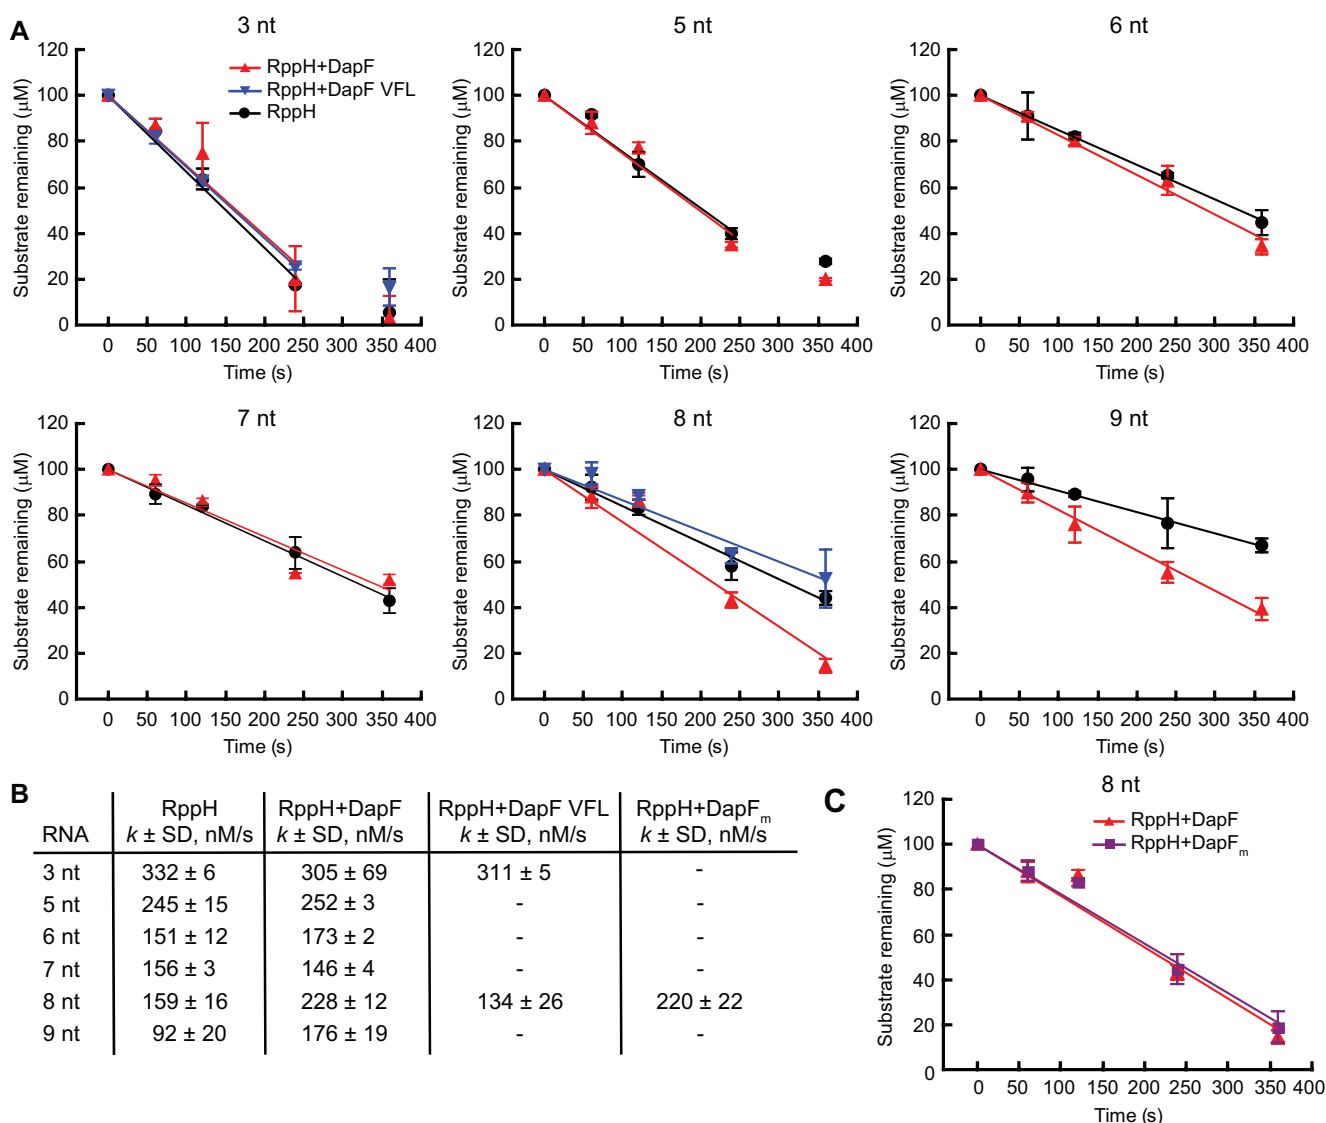 A
3 nt
Substrate remaining (µM)
120
100
80
60
40
20
0
0 50 100 150 200 250 300 350 400
Time (s)
RppH+DapF
RppH+DapF VFL
RppH
5 nt
Substrate remaining (µM)
120
100
80
60
40
20
0
0 50 100 150 200 250 300 350 400
Time (s)
6 nt
Substrate remaining (µM)
120
100
80
60
40
20
0
0 50 100 150 200 250 300 350 400
Time (s)
7 nt
Substrate remaining (µM)
120
100
80
60
40
20
0
0 50 100 150 200 250 300 350 400
Time (s)
8 nt
Substrate remaining (µM)
120
100
80
60
40
20
0
0 50 100 150 200 250 300 350 400
Time (s)
9 nt
Substrate remaining (µM)
120
100
80
60
40
20
0
0 50 100 150 200 250 300 350 400
Time (s)
B
RppH RppH+DapF RppH+DapF VFL RppH+DapFm
RNA k ± SD, nM/s k ± SD, nM/s k ± SD, nM/s k ± SD, nM/s
3 nt 332 ± 6 305 ± 69 311 ± 5 -
5 nt 245 ± 15 252 ± 3 - -
6 nt 151 ± 12 173 ± 2 - -
7 nt 156 ± 3 146 ± 4 - -
8 nt 159 ± 16 228 ± 12 134 ± 26 220 ± 22
9 nt 92 ± 20 176 ± 19 - -
C
8 nt
Substrate remaining (µM)
120
100
80
60
40
20
0
0 50 100 150 200 250 300 350 400
Time (s)
RppH+DapF
RppH+DapFm